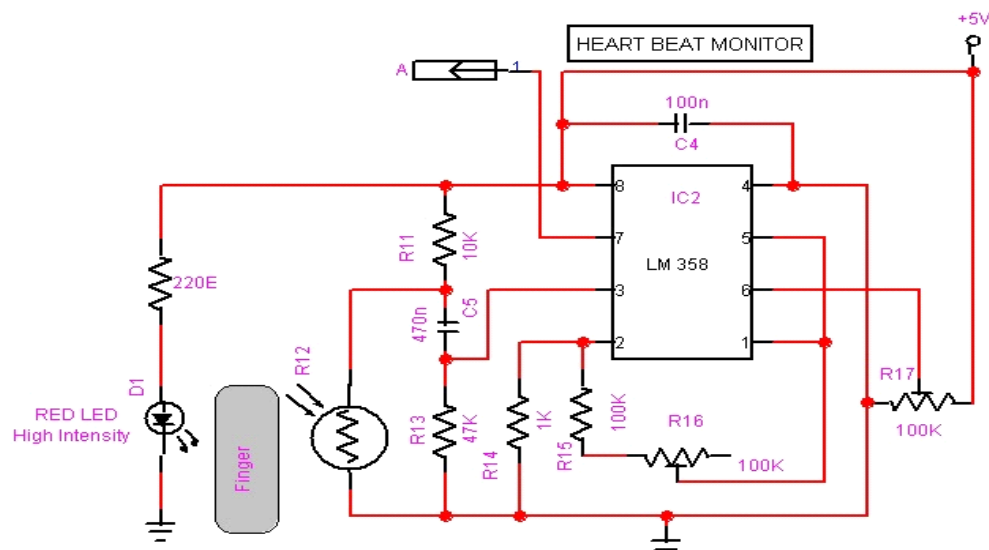 +5V
HEART BEAT MONITOR
A
1
100n
C4
8
4
IC2
R11
10K
7
5
LM 358
220E
3
6
C5
470n
R12
2
1
D1
R17
RED LED
High Intensity
R13
47K
1K
R14
100K
R15
R16
100K
100K
Finger